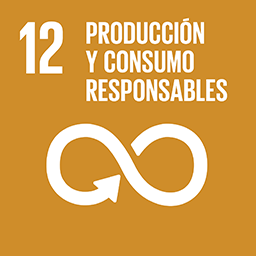 12 PRODUCCIÓN
Y CONSUMO
RESPONSABLES